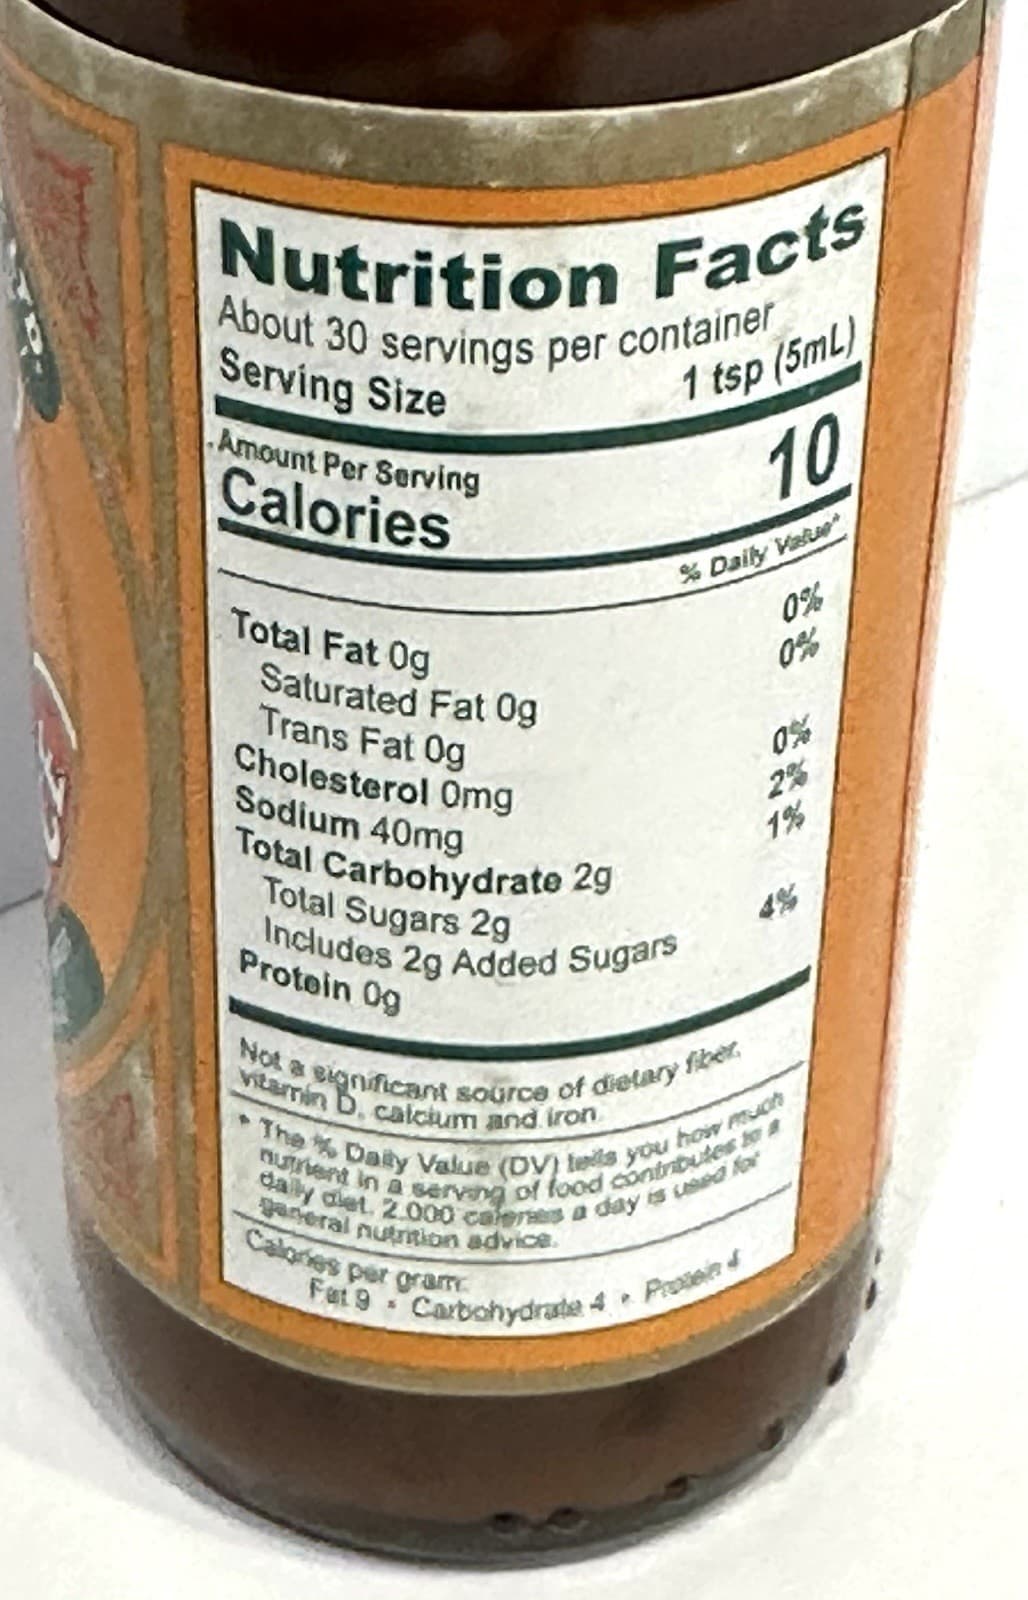 Nutrition Facts
About 30 servings per container
Serving Size 1 tsp (5mL)
Amount Per Serving
Calories 10
% Daily Value*
Total Fat 0g 0%
Saturated Fat 0g 0%
Trans Fat 0g
Cholesterol 0mg 0%
Sodium 40mg 2%
Total Carbohydrate 2g 1%
Total Sugars 2g
Includes 2g Added Sugars 4%
Protein 0g
Not a significant source of dietary fiber,
vitamin D, calcium and iron.
* The % Daily Value (DV) tells you how much
nutrient in a serving of food contributes to a
daily diet. 2,000 calories a day is used for
general nutrition advice.
Calories per gram:
Fat 9 • Carbohydrate 4 • Protein 4